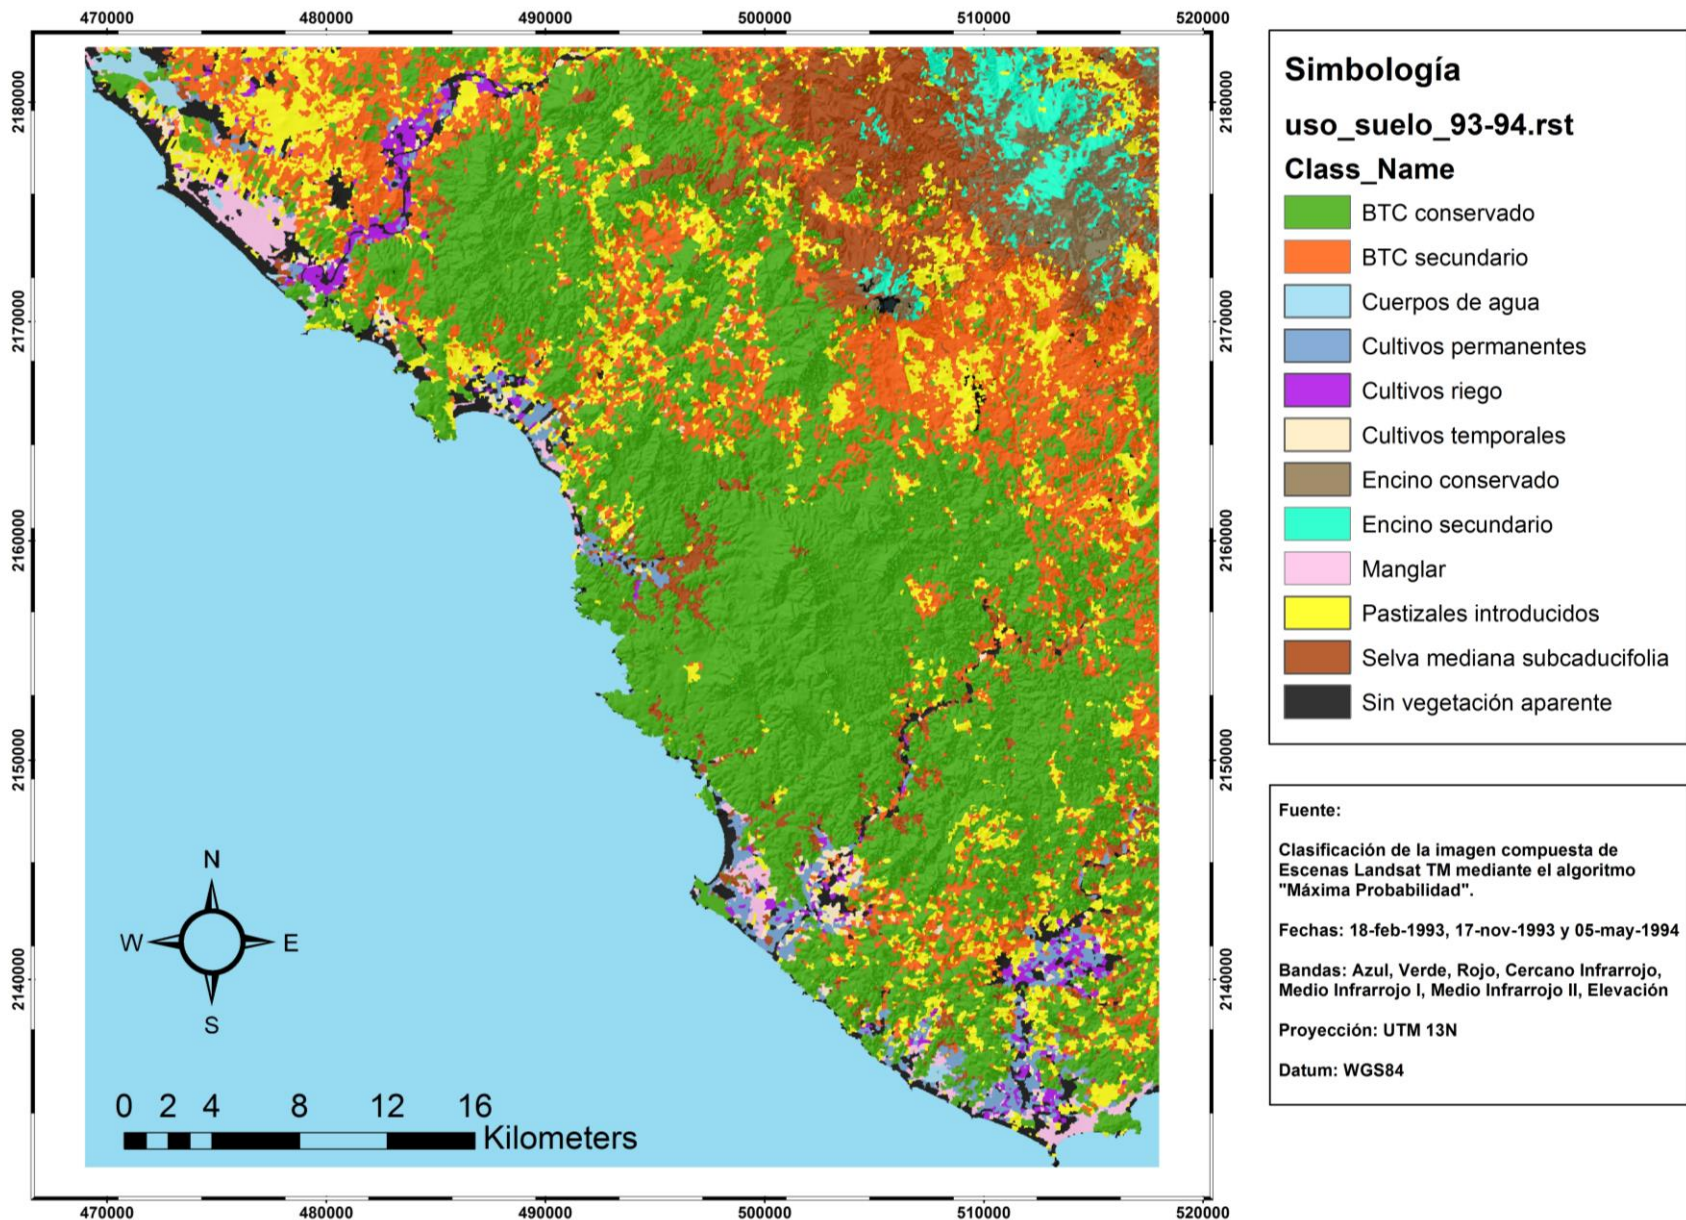 470000 480000 490000 500000 510000 520000
2180000 2180000
2170000 2170000
2160000 2160000
2150000 2150000
2140000 2140000
N
W E
S
0 2 4 8 12 16
Kilometers
470000 480000 490000 500000 510000 520000
Simbología
uso_suelo_93-94.rst
Class_Name
BTC conservado
BTC secundario
Cuerpos de agua
Cultivos permanentes
Cultivos riego
Cultivos temporales
Encino conservado
Encino secundario
Manglar
Pastizales introducidos
Selva mediana subcaducifolia
Sin vegetación aparente
Fuente:
Clasificación de la imagen compuesta de
Escenas Landsat TM mediante el algoritmo
"Máxima Probabilidad".
Fechas: 18-feb-1993, 17-nov-1993 y 05-may-1994
Bandas: Azul, Verde, Rojo, Cercano Infrarrojo,
Medio Infrarrojo I, Medio Infrarrojo II, Elevación
Proyección: UTM 13N
Datum: WGS84